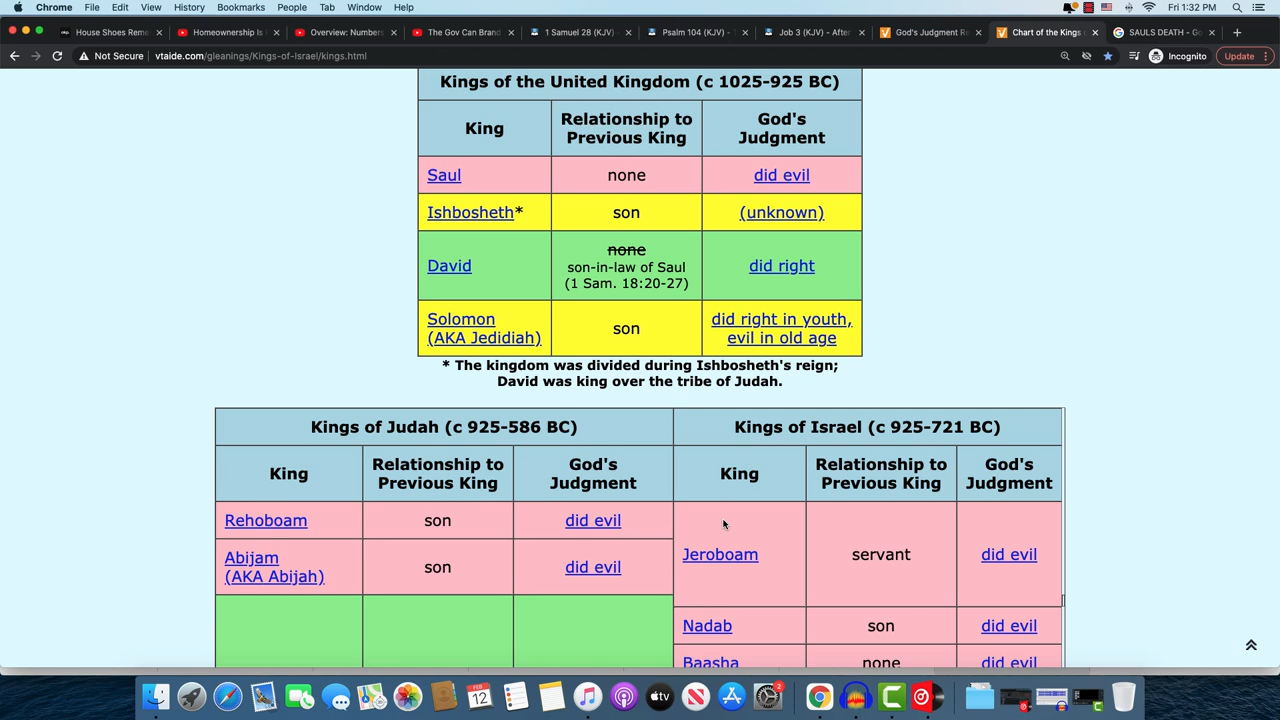 Chrome File Edit View History Bookmarks People Tab Window Help Fri 1:32 PM
House Shoes Rem Homeownership Is Overview: Numbers The Gov Can Brand 1 Samuel 28 (KJV) - Psalm 104 (KJV) - Job 3 (KJV) - After God's Judgment R Chart of the Kings SAULS DEATH - Go
Not Secure vtaide.com/gleanings/Kings-of-Israel/kings.html Incognito Update
Kings of the United Kingdom (c 1025-925 BC)
King Relationship to Previous King God's Judgment
Saul none did evil
Ishbosheth* son (unknown)
David none
son-in-law of Saul
(1 Sam. 18:20-27) did right
Solomon
(AKA Jedidiah) son did right in youth,
evil in old age
* The kingdom was divided during Ishbosheth's reign;
David was king over the tribe of Judah.
Kings of Judah (c 925-586 BC) Kings of Israel (c 925-721 BC)
King Relationship to Previous King God's Judgment King Relationship to Previous King God's Judgment
Rehoboam son did evil
Abijam
(AKA Abijah) son did evil
Jeroboam servant did evil
Nadab son did evil
Baasha none did evil
FEB
12
tv
2